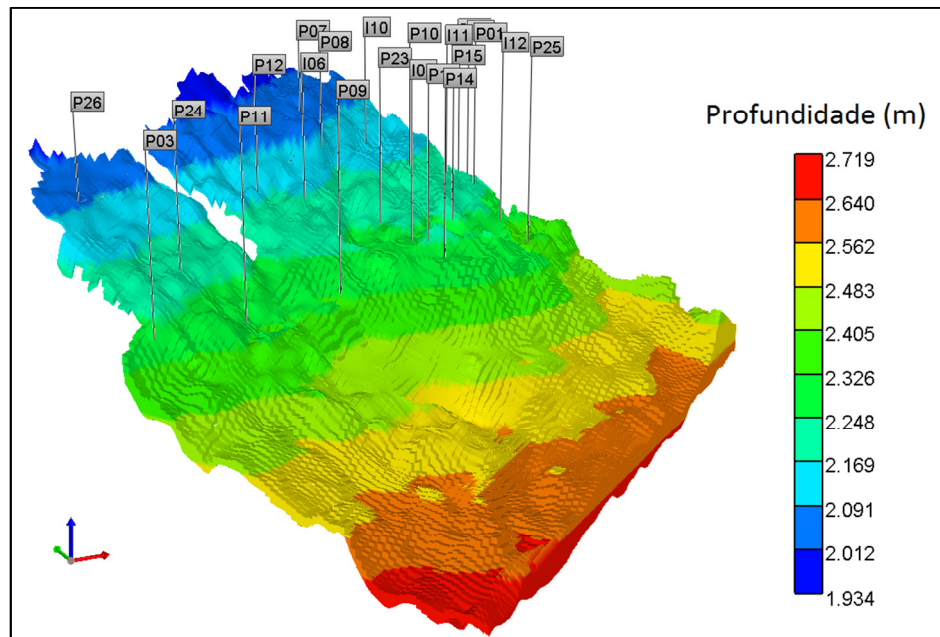 P07
I10
P08
P10
I11
P01
I12
P25
P12
I06
P23
P15
P14
P09
P26
P24
P11
P03
Profundidade (m)
2.719
2.640
2.562
2.483
2.405
2.326
2.248
2.169
2.091
2.012
1.934